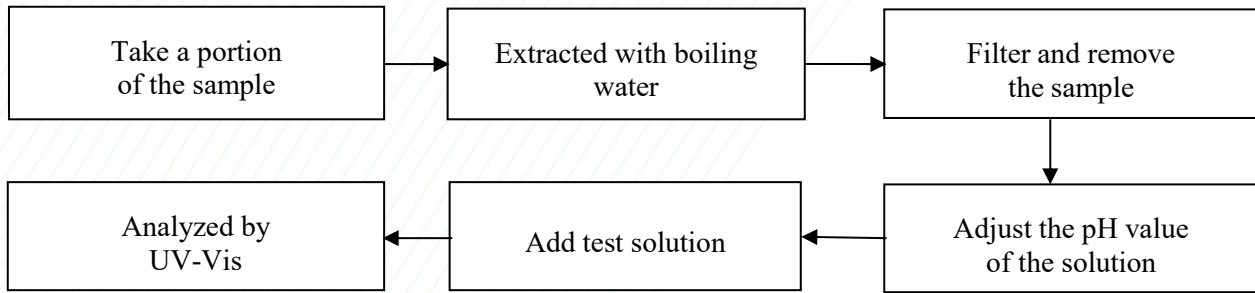 Take a portion
of the sample
Extracted with boiling
water
Filter and remove
the sample
Adjust the pH value
of the solution
Add test solution
Analyzed by
UV-Vis